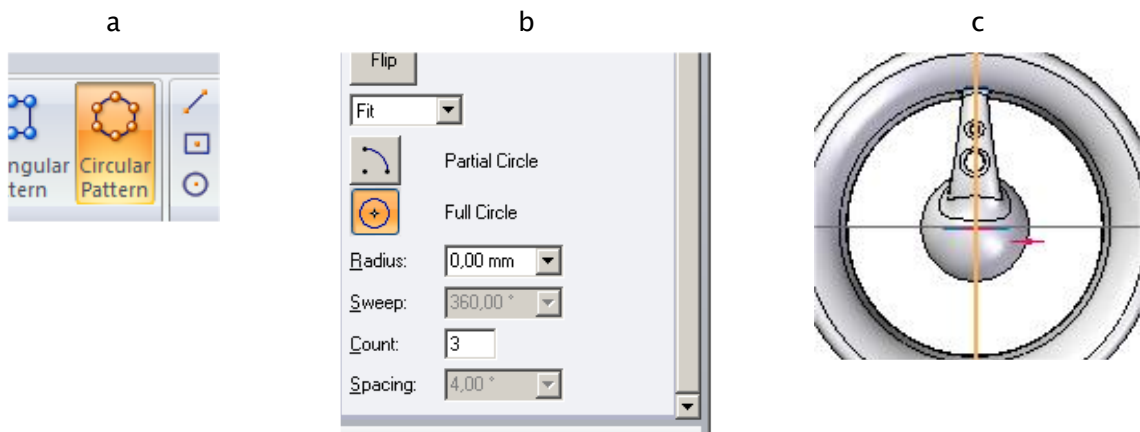 a
b
c
ngular Circular
tern Pattern
Flip
Fit
Partial Circle
Full Circle
Radius: 0,00 mm
Sweep: 360,00 °
Count: 3
Spacing: 4,00 °